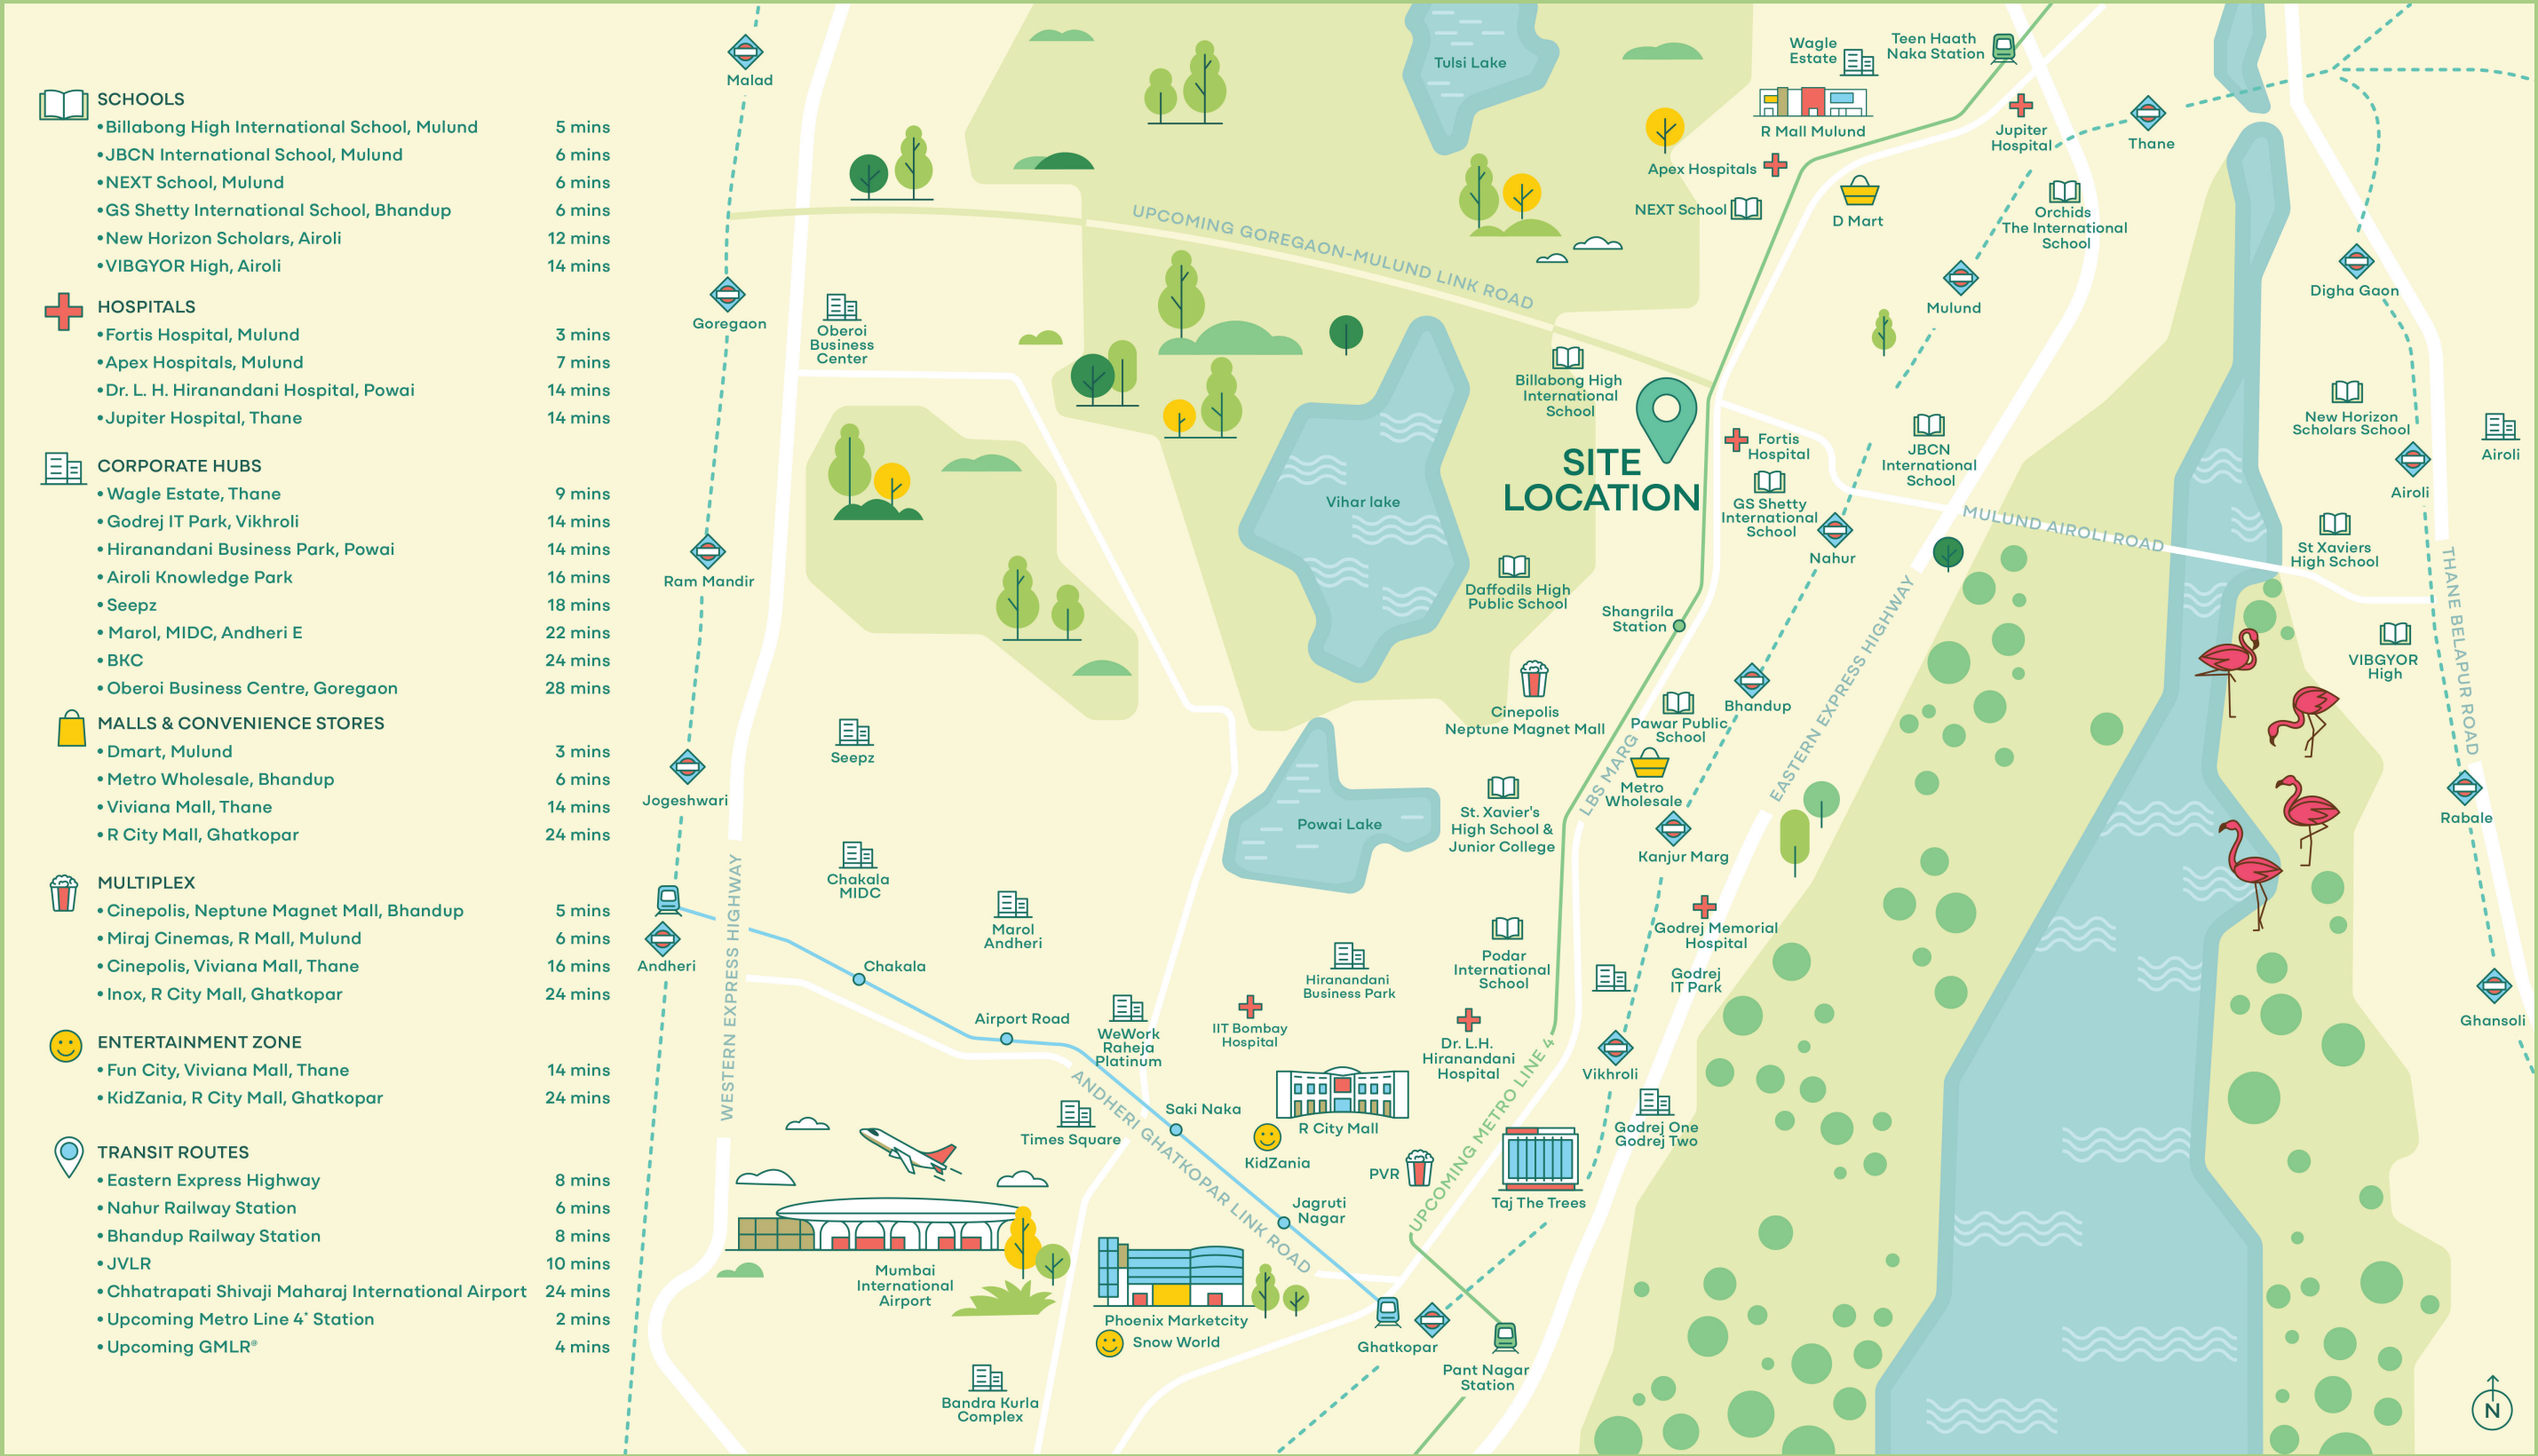 SCHOOLS
•Billabong High International School, Mulund 5 mins
•JBCN International School, Mulund 6 mins
•NEXT School, Mulund 6 mins
•GS Shetty International School, Bhandup 6 mins
•New Horizon Scholars, Airoli 12 mins
•VIBGYOR High, Airoli 14 mins
HOSPITALS
•Fortis Hospital, Mulund 3 mins
•Apex Hospitals, Mulund 7 mins
•Dr. L. H. Hiranandani Hospital, Powai 14 mins
•Jupiter Hospital, Thane 14 mins
CORPORATE HUBS
•Wagle Estate, Thane 9 mins
•Godrej IT Park, Vikhroli 14 mins
•Hiranandani Business Park, Powai 14 mins
•Airoli Knowledge Park 16 mins
•Seepz 18 mins
•Marol, MIDC, Andheri E 22 mins
•BKC 24 mins
•Oberoi Business Centre, Goregaon 28 mins
MALLS & CONVENIENCE STORES
•Dmart, Mulund 3 mins
•Metro Wholesale, Bhandup 6 mins
•Viviana Mall, Thane 14 mins
•R City Mall, Ghatkopar 24 mins
MULTIPLEX
•Cinepolis, Neptune Magnet Mall, Bhandup 5 mins
•Miraj Cinemas, R Mall, Mulund 6 mins
•Cinepolis, Viviana Mall, Thane 16 mins
•Inox, R City Mall, Ghatkopar 24 mins
ENTERTAINMENT ZONE
•Fun City, Viviana Mall, Thane 14 mins
•KidZania, R City Mall, Ghatkopar 24 mins
TRANSIT ROUTES
•Eastern Express Highway 8 mins
•Nahur Railway Station 6 mins
•Bhandup Railway Station 8 mins
•JVLR 10 mins
•Chhatrapati Shivaji Maharaj International Airport 24 mins
•Upcoming Metro Line 4* Station 2 mins
•Upcoming GMLR@ 4 mins
Malad
Goregaon
Ram Mandir
Jogeshwari
Andheri
WESTERN EXPRESS HIGHWAY
Oberoi
Business
Center
Seepz
Chakala
MIDC
Marol
Andheri
Chakala
Airport Road
WeWork
Raheja
Platinum
Times Square
Saki Naka
ANDHERI GHATKOPAR LINK ROAD
Jagruti
Nagar
Mumbai
International
Airport
Phoenix Marketcity
Snow World
Bandra Kurla
Complex
Ghatkopar
Pant Nagar
Station
UPCOMING GOREGAON-MULUND LINK ROAD
Tulsi Lake
Vihar lake
Powai Lake
SITE
LOCATION
Wagle
Estate
Teen Haath
Naka Station
R Mall Mulund
Apex Hospitals
NEXT School
D Mart
Jupiter
Hospital
Thane
Orchids
The International
School
Mulund
Billabong High
International
School
Fortis
Hospital
GS Shetty
International
School
JBCN
International
School
Nahur
Daffodils High
Public School
Shangrila
Station
Cinepolis
Neptune Magnet Mall
Pawar Public
School
Bhandup
LBS MARG
Metro
Wholesale
St. Xavier's
High School &
Junior College
Kanjur Marg
EASTERN EXPRESS HIGHWAY
MULUND AIROLI ROAD
Godrej Memorial
Hospital
Godrej
IT Park
Podar
International
School
Hiranandani
Business Park
IIT Bombay
Hospital
Dr. L.H.
Hiranandani
Hospital
Vikhroli
R City Mall
KidZania
PVR
UPCOMING METRO LINE 4
Godrej One
Godrej Two
Taj The Trees
Digha Gaon
New Horizon
Scholars School
Airoli
Airoli
St Xaviers
High School
VIBGYOR
High
THANE BELAPUR ROAD
Rabale
Ghansoli
N